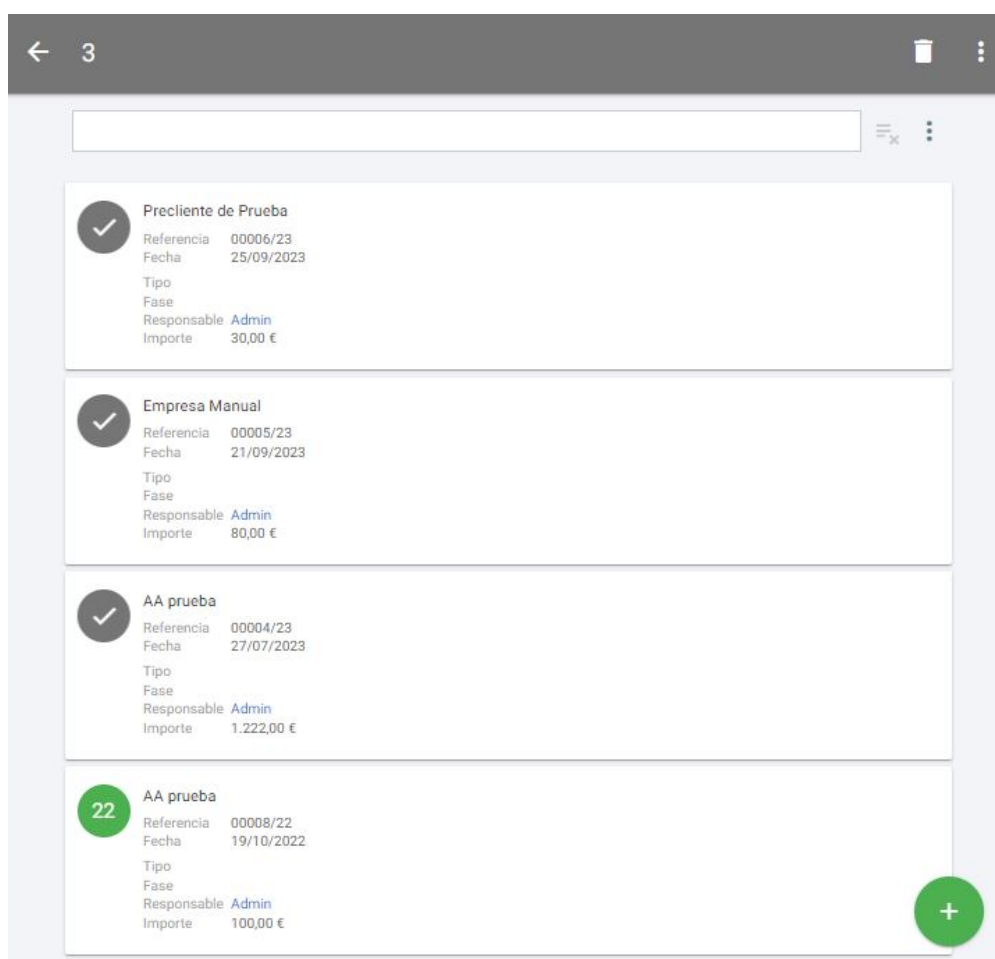 3
Precliente de Prueba
Referencia 00006/23
Fecha 25/09/2023
Tipo
Fase
Responsable Admin
Importe 30,00 €
Empresa Manual
Referencia 00005/23
Fecha 21/09/2023
Tipo
Fase
Responsable Admin
Importe 80,00 €
AA prueba
Referencia 00004/23
Fecha 27/07/2023
Tipo
Fase
Responsable Admin
Importe 1.222,00 €
22
AA prueba
Referencia 00008/22
Fecha 19/10/2022
Tipo
Fase
Responsable Admin
Importe 100,00 €